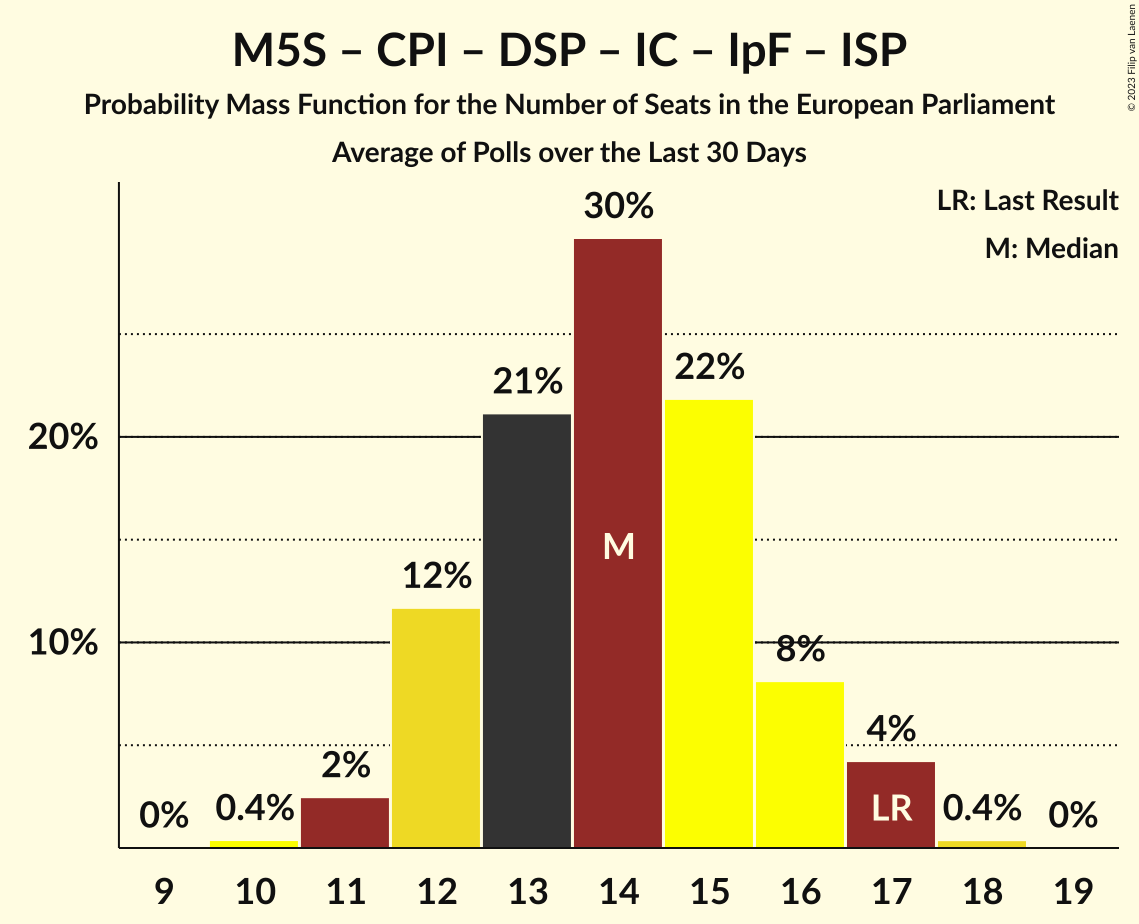 M5S – CPI – DSP – IC – IpF – ISP
Probability Mass Function for the Number of Seats in the European Parliament
Average of Polls over the Last 30 Days
© 2023 Filip van Laenen
LR: Last Result
M: Median
30%
22%
21%
20%
M
12%
10%
8%
4%
2%
0%
0.4%
LR
0.4%
0%
9 10 11 12 13 14 15 16 17 18 19